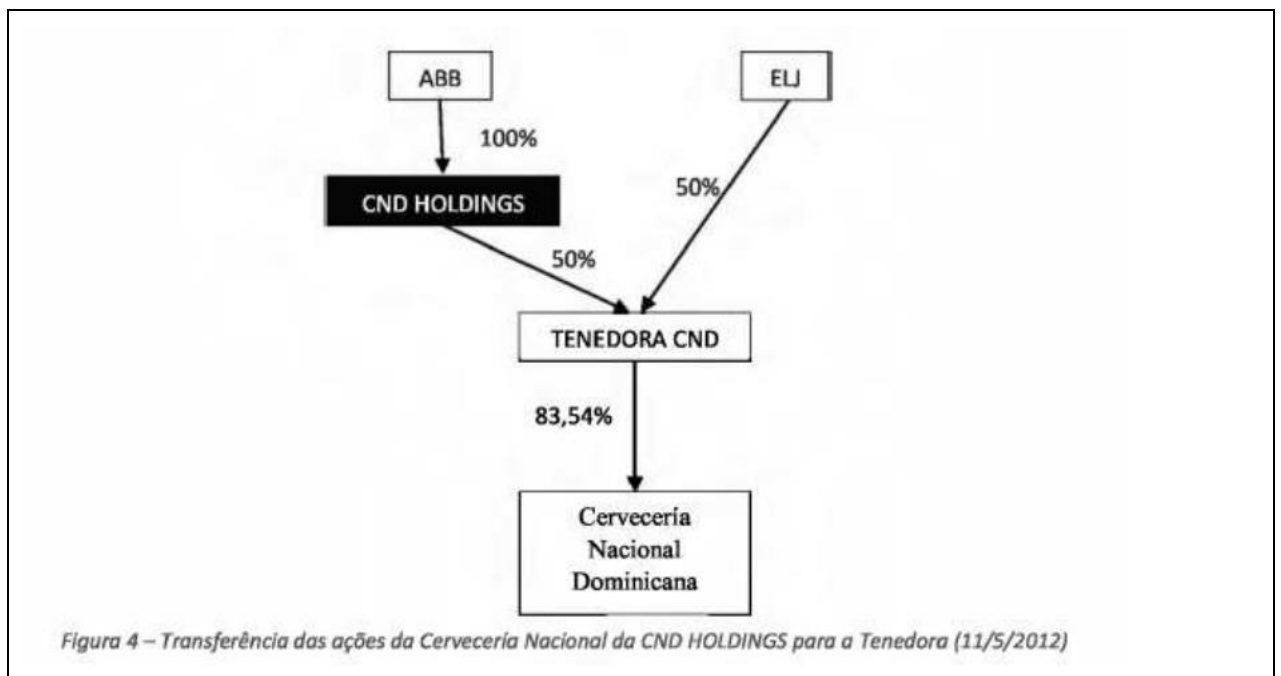 ABB
ELJ
100%
CND HOLDINGS
50%
50%
TENEDORA CND
83,54%
Cervecería
Nacional
Dominicana
Figura 4 – Transferência das ações da Cervecería Nacional da CND HOLDINGS para a Tenedora (11/5/2012)